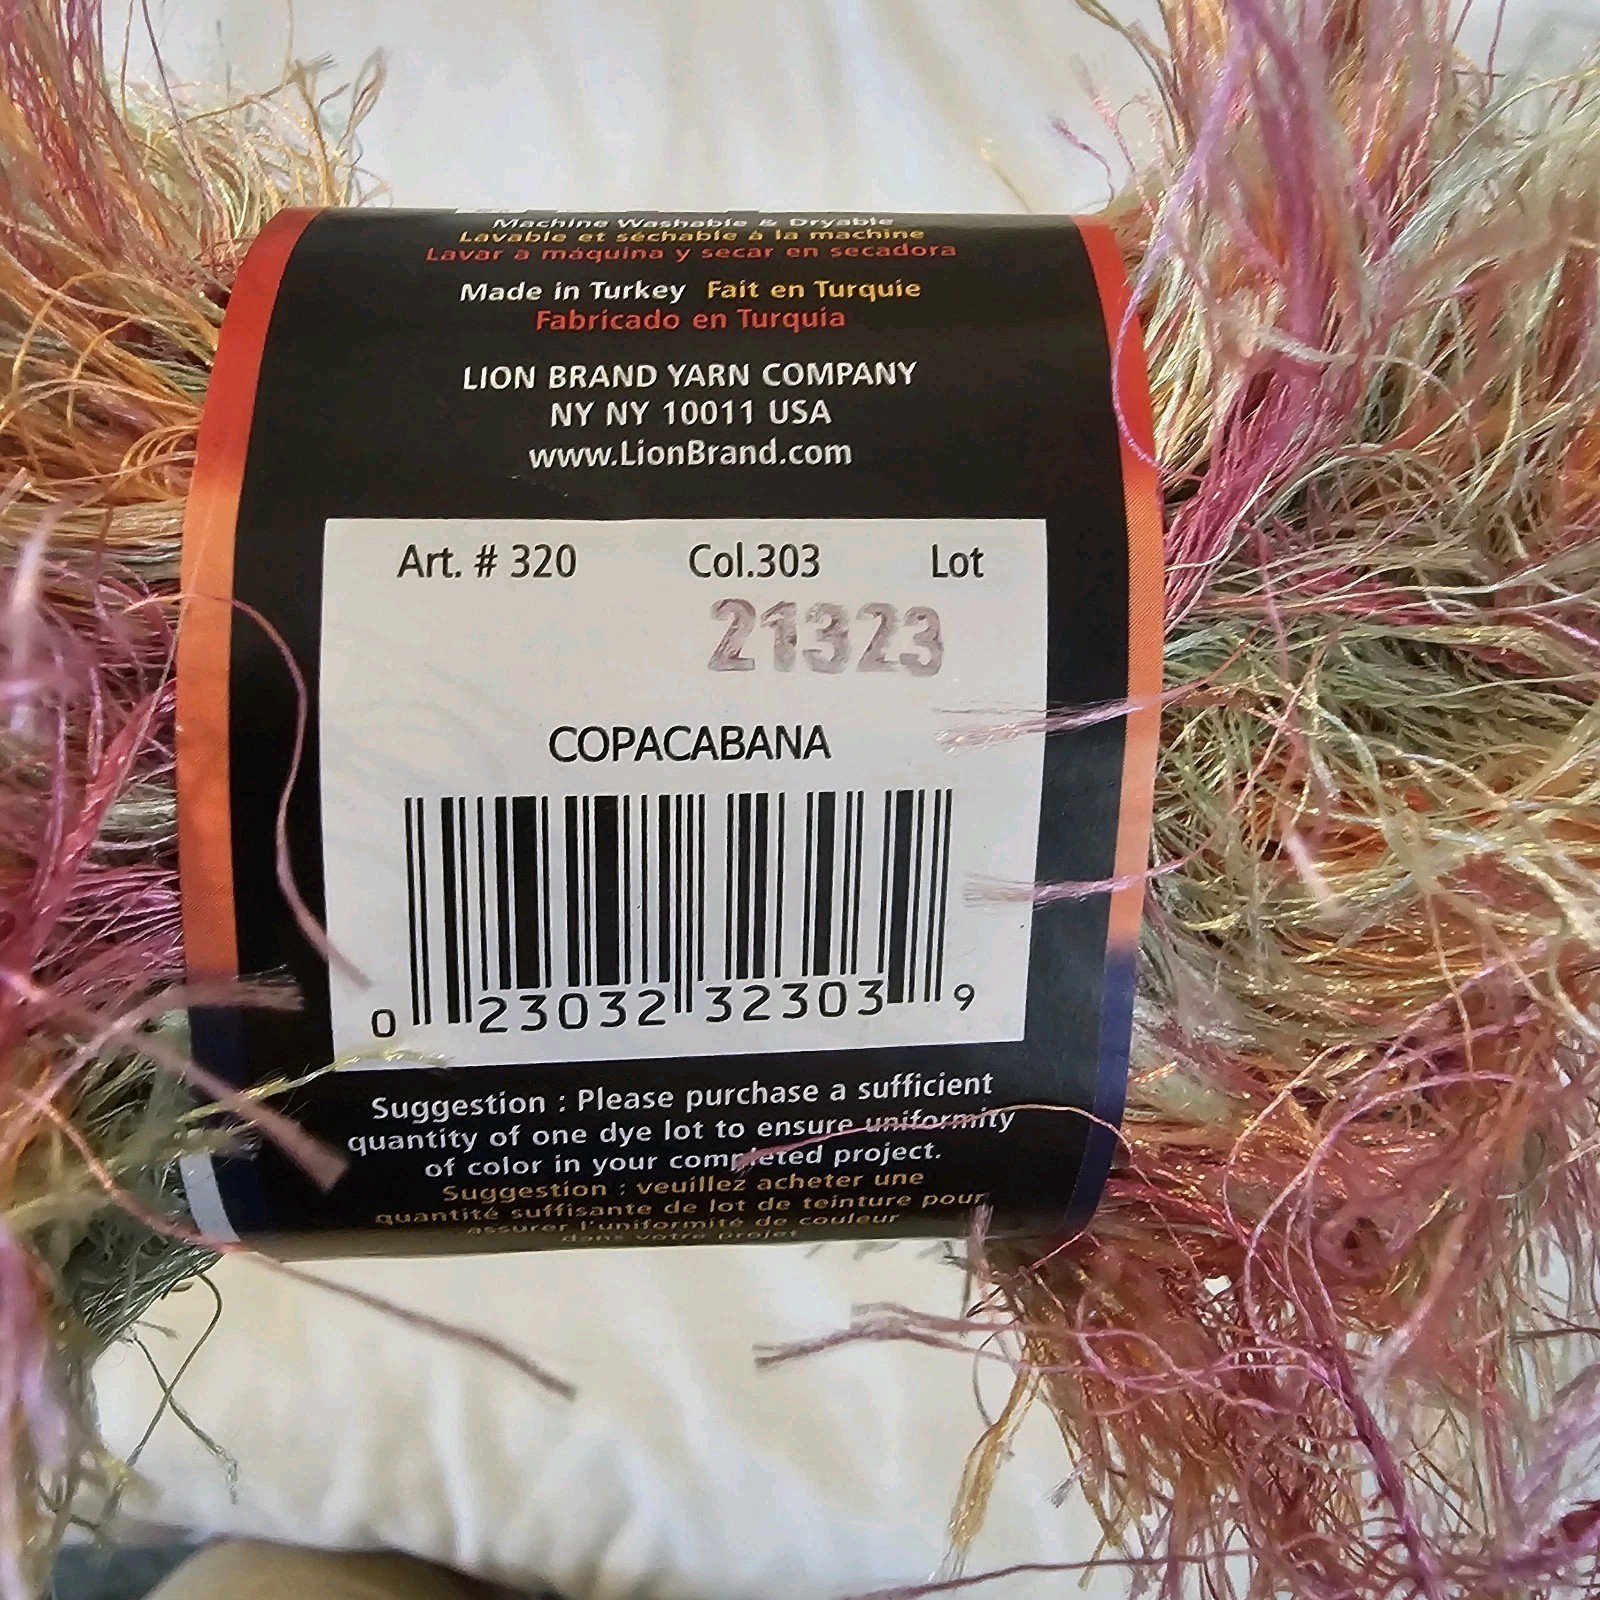 Machine Washable & Dryable
Lavable et séchable à la machine
Lavar a máquina y secar en secadora
Made in Turkey Fait en Turquie
Fabricado en Turquia
LION BRAND YARN COMPANY
NY NY 10011 USA
www.LionBrand.com
Art. # 320 Col.303 Lot
21323
COPACABANA
0 23032 32303 9
Suggestion : Please purchase a sufficient
quantity of one dye lot to ensure uniformity
of color in your completed project.
Suggestion : veuillez acheter une
quantité suffisante de lot de teinture pour
assurer l'uniformité de couleur
dans votre projet